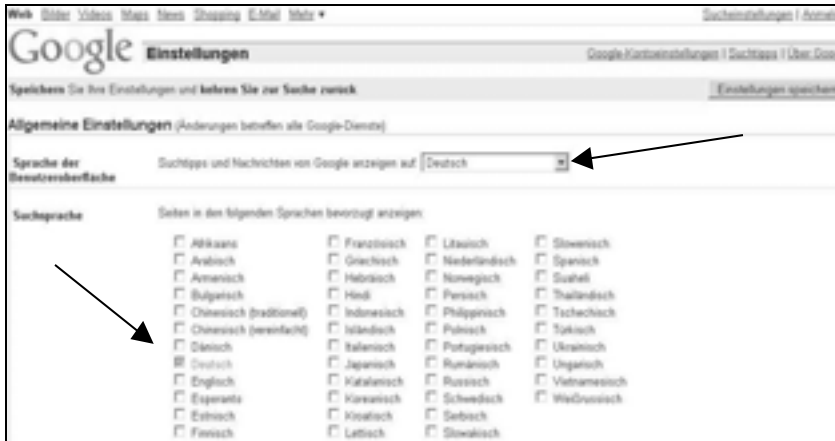 Web Bilder Videos Maps News Shopping E-Mail Mehr ▼ Sucheinstellungen | Anmel
Google Einstellungen Google-Kontoeinstellungen | Suchtipps | Über Goo
Speichern Sie Ihre Einstellungen und kehren Sie zur Suche zurück. Einstellungen speichern
Allgemeine Einstellungen (Änderungen betreffen alle Google-Dienste)
Sprache der Benutzeroberfläche
Suchtipps und Nachrichten von Google anzeigen auf: Deutsch
Suchsprache
Seiten in den folgenden Sprachen bevorzugt anzeigen:
Afrikaans Französisch Litauisch Slowenisch
Arabisch Griechisch Niederländisch Spanisch
Armenisch Hebräisch Norwegisch Suaheli
Bulgarisch Hindi Persisch Thailändisch
Chinesisch (traditionell) Indonesisch Philippinisch Tschechisch
Chinesisch (vereinfacht) Isländisch Polnisch Türkisch
Dänisch Italienisch Portugiesisch Ukrainisch
Deutsch Japanisch Rumänisch Ungarisch
Englisch Katalanisch Russisch Vietnamesisch
Esperanto Koreanisch Schwedisch Weißrussisch
Estnisch Kroatisch Serbisch
Finnisch Lettisch Slowakisch